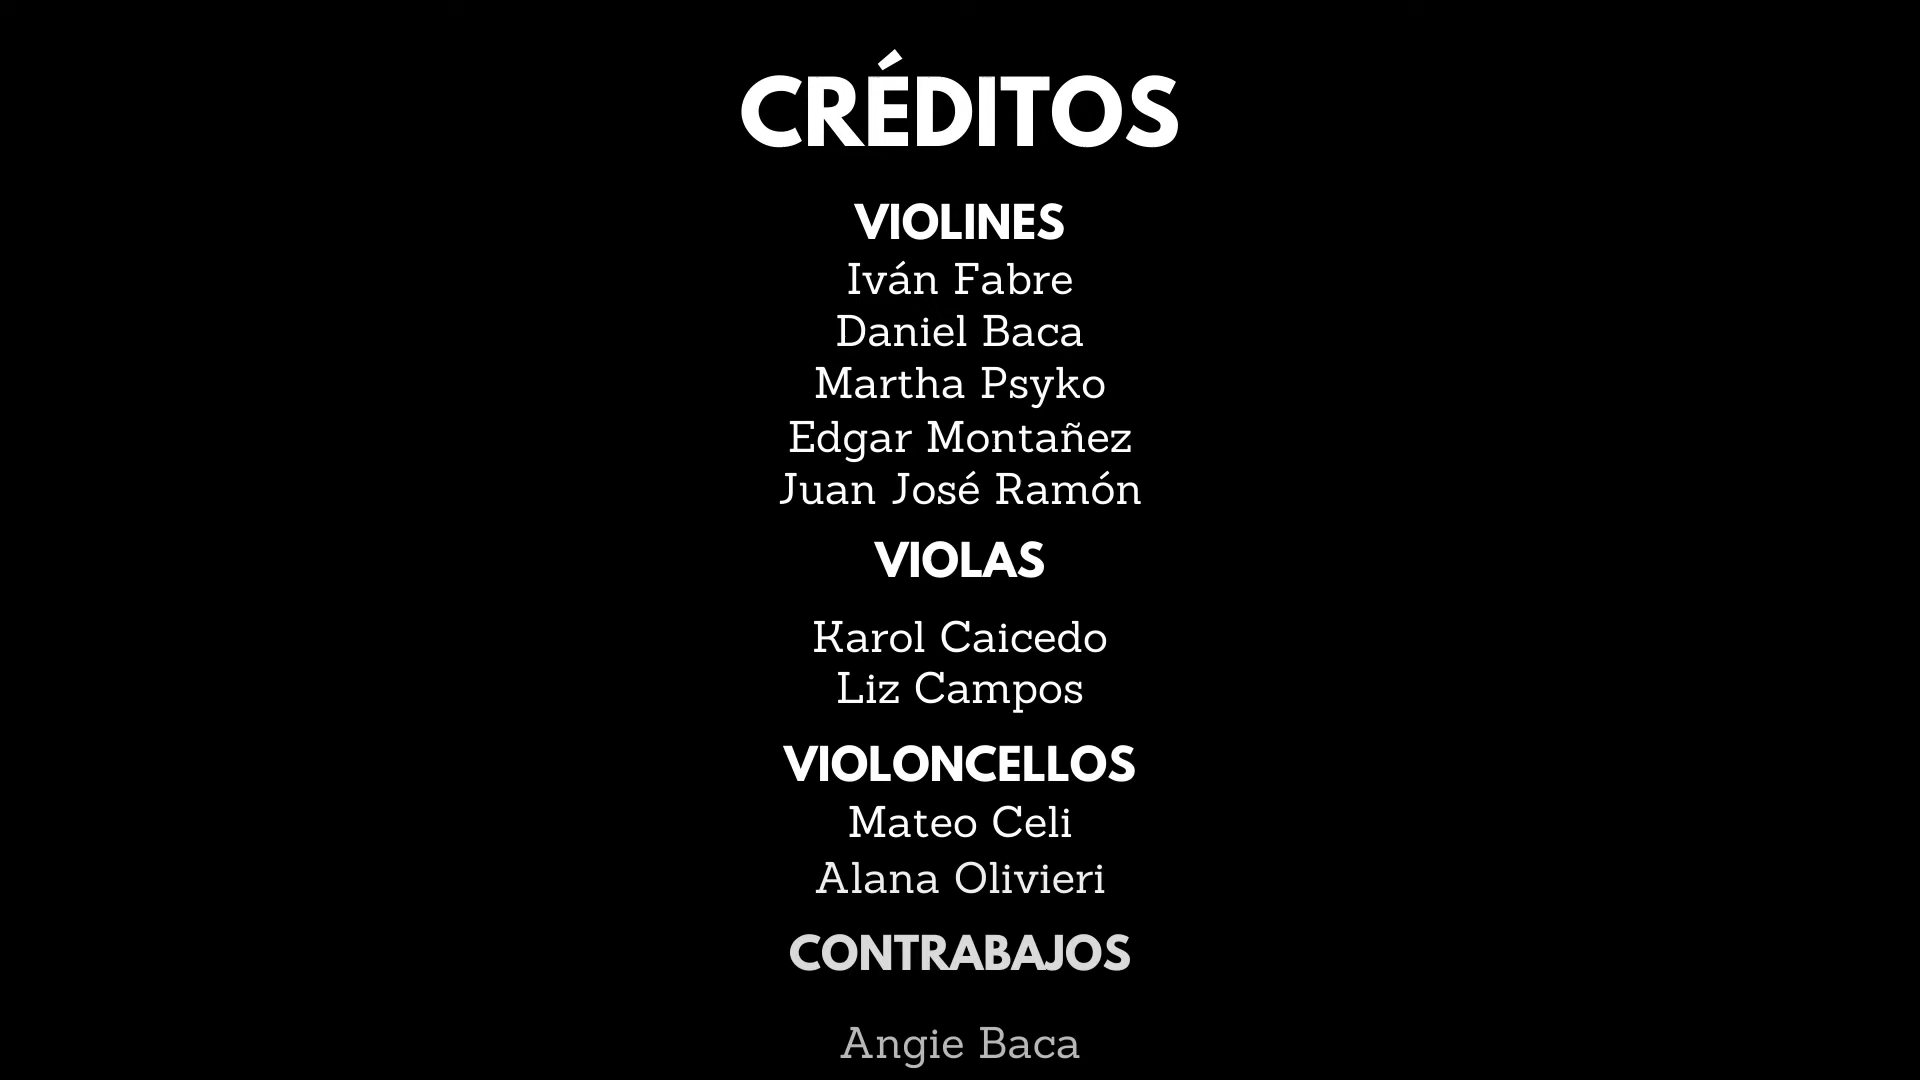 CRÉDITOS
VIOLINES
Iván Fabre
Daniel Baca
Martha Psyko
Edgar Montañez
Juan José Ramón
VIOLAS
Karol Caicedo
Liz Campos
VIOLONCELLOS
Mateo Celi
Alana Olivieri
CONTRABAJOS
Angie Baca